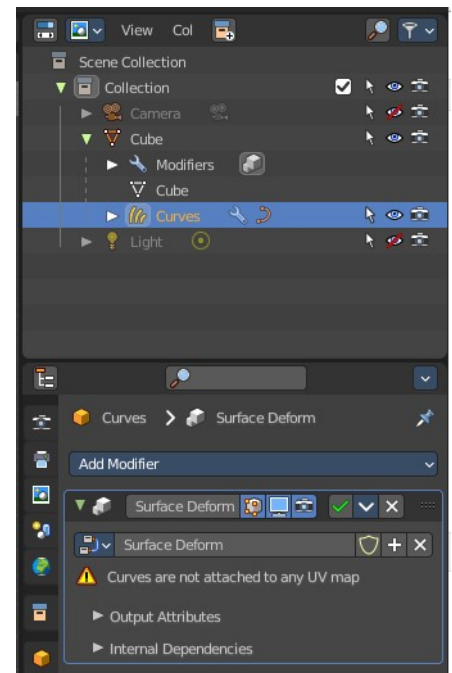 View Col
Scene Collection
Collection
Camera
Cube
Modifiers
Cube
Curves
Light
Curves Surface Deform
Add Modifier
Surface Deform
Surface Deform
Curves are not attached to any UV map
Output Attributes
Internal Dependencies